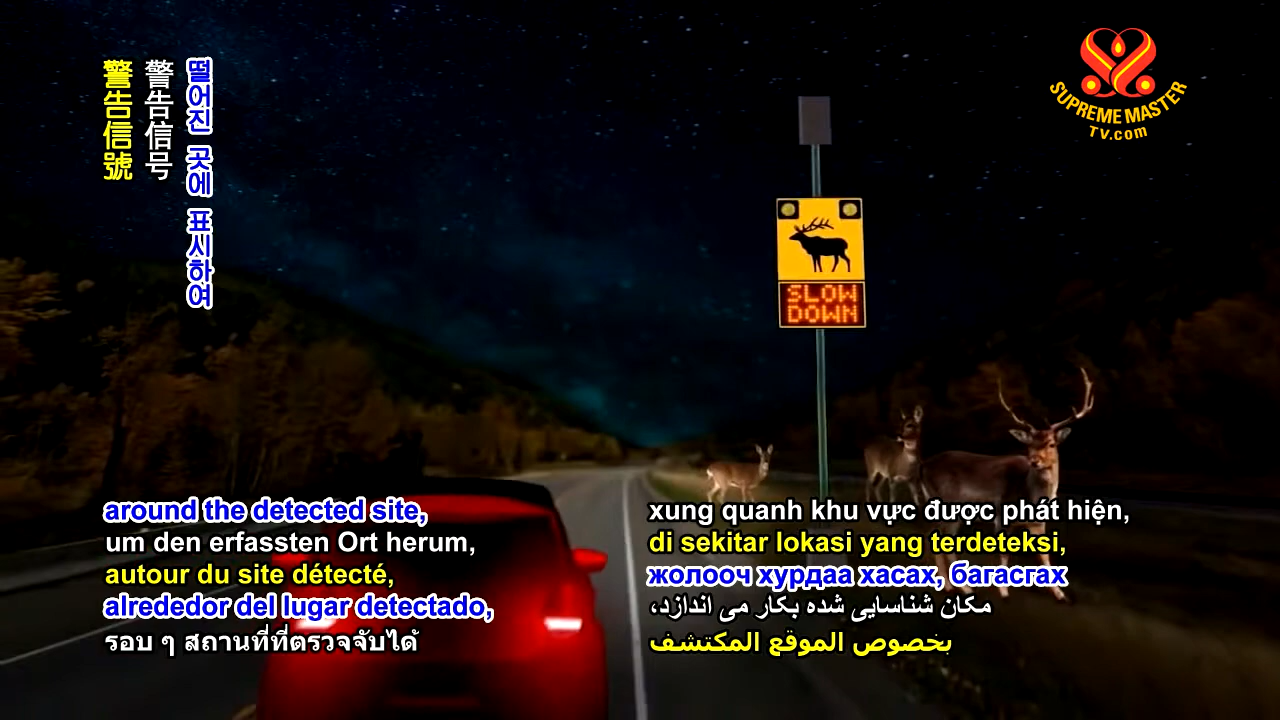 警告信號
警告信号
떨어진 곳에 표시하여
SUPREME MASTER
TV.com
SLOW
DOWN
around the detected site,
um den erfassten Ort herum,
autour du site détecté,
alrededor del lugar detectado,
รอบ ๆ สถานที่ที่ตรวจจับได้
xung quanh khu vực được phát hiện,
di sekitar lokasi yang terdeteksi,
жолооч хурдаа хасах, багасгах
مکان شناسایی شده بکار می اندازد،
بخصوص الموقع المكتشف